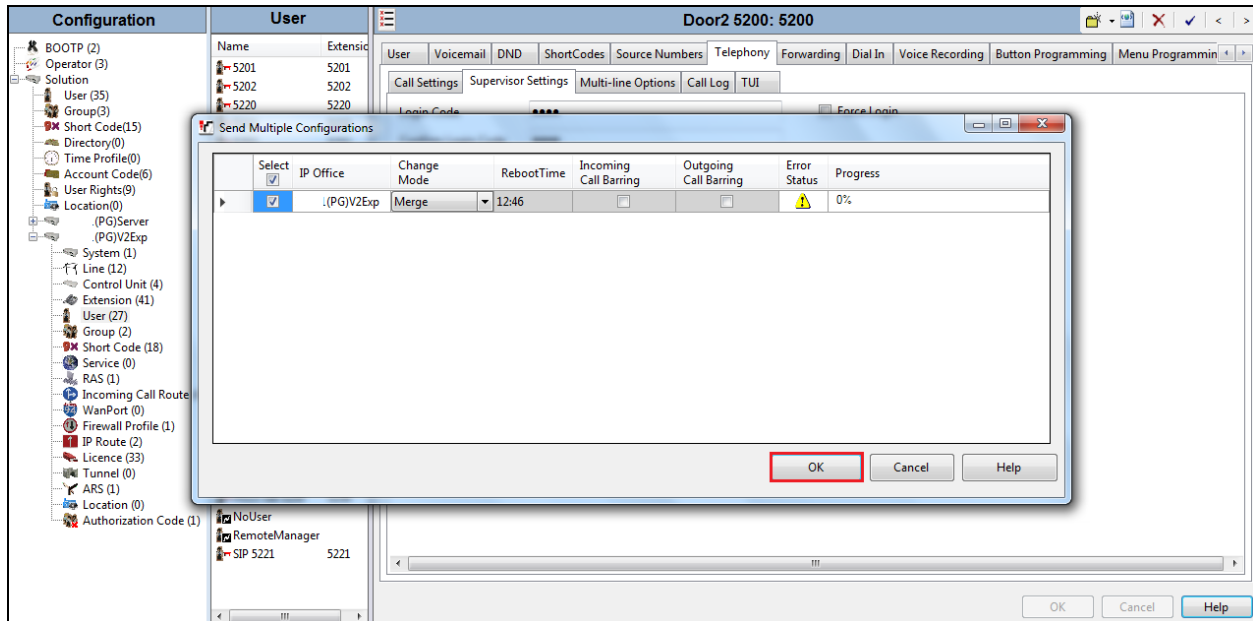 Configuration
BOOTP (2)
Operator (3)
Solution
User (35)
Group(3)
Short Code(15)
Directory(0)
Time Profile(0)
Account Code(6)
User Rights(9)
Location(0)
.(PG)Server
.(PG)V2Exp
System (1)
Line (12)
Control Unit (4)
Extension (41)
User (27)
Group (2)
Short Code (18)
Service (0)
RAS (1)
Incoming Call Route
WanPort (0)
Firewall Profile (1)
IP Route (2)
Licence (33)
Tunnel (0)
ARS (1)
Location (0)
Authorization Code (1)
User
Name Extensio
5201 5201
5202 5202
5220 5220
NoUser
RemoteManager
SIP 5221 5221
Door2 5200: 5200
User Voicemail DND ShortCodes Source Numbers Telephony Forwarding Dial In Voice Recording Button Programming Menu Programmin
Call Settings Supervisor Settings Multi-line Options Call Log TUI
Login Code •••• Force Login
Send Multiple Configurations
Select IP Office Change Mode RebootTime Incoming Call Barring Outgoing Call Barring Error Status Progress
(PG)V2Exp Merge 12:46 0%
OK Cancel Help
OK Cancel Help